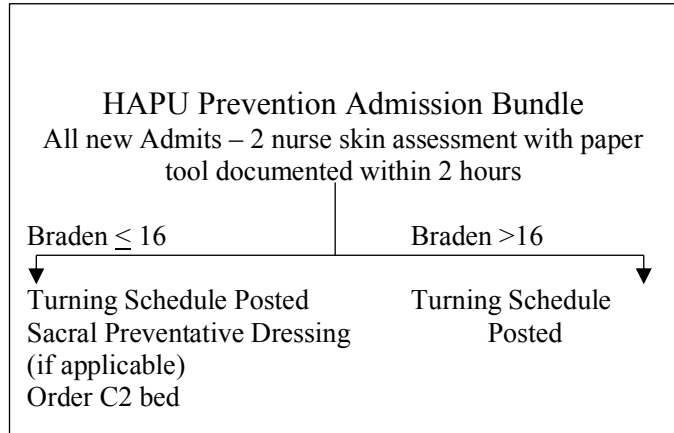 HAPU Prevention Admission Bundle
All new Admits – 2 nurse skin assessment with paper
tool documented within 2 hours
Braden ≤ 16
Braden >16
Turning Schedule Posted
Sacral Preventative Dressing
(if applicable)
Order C2 bed
Turning Schedule
Posted